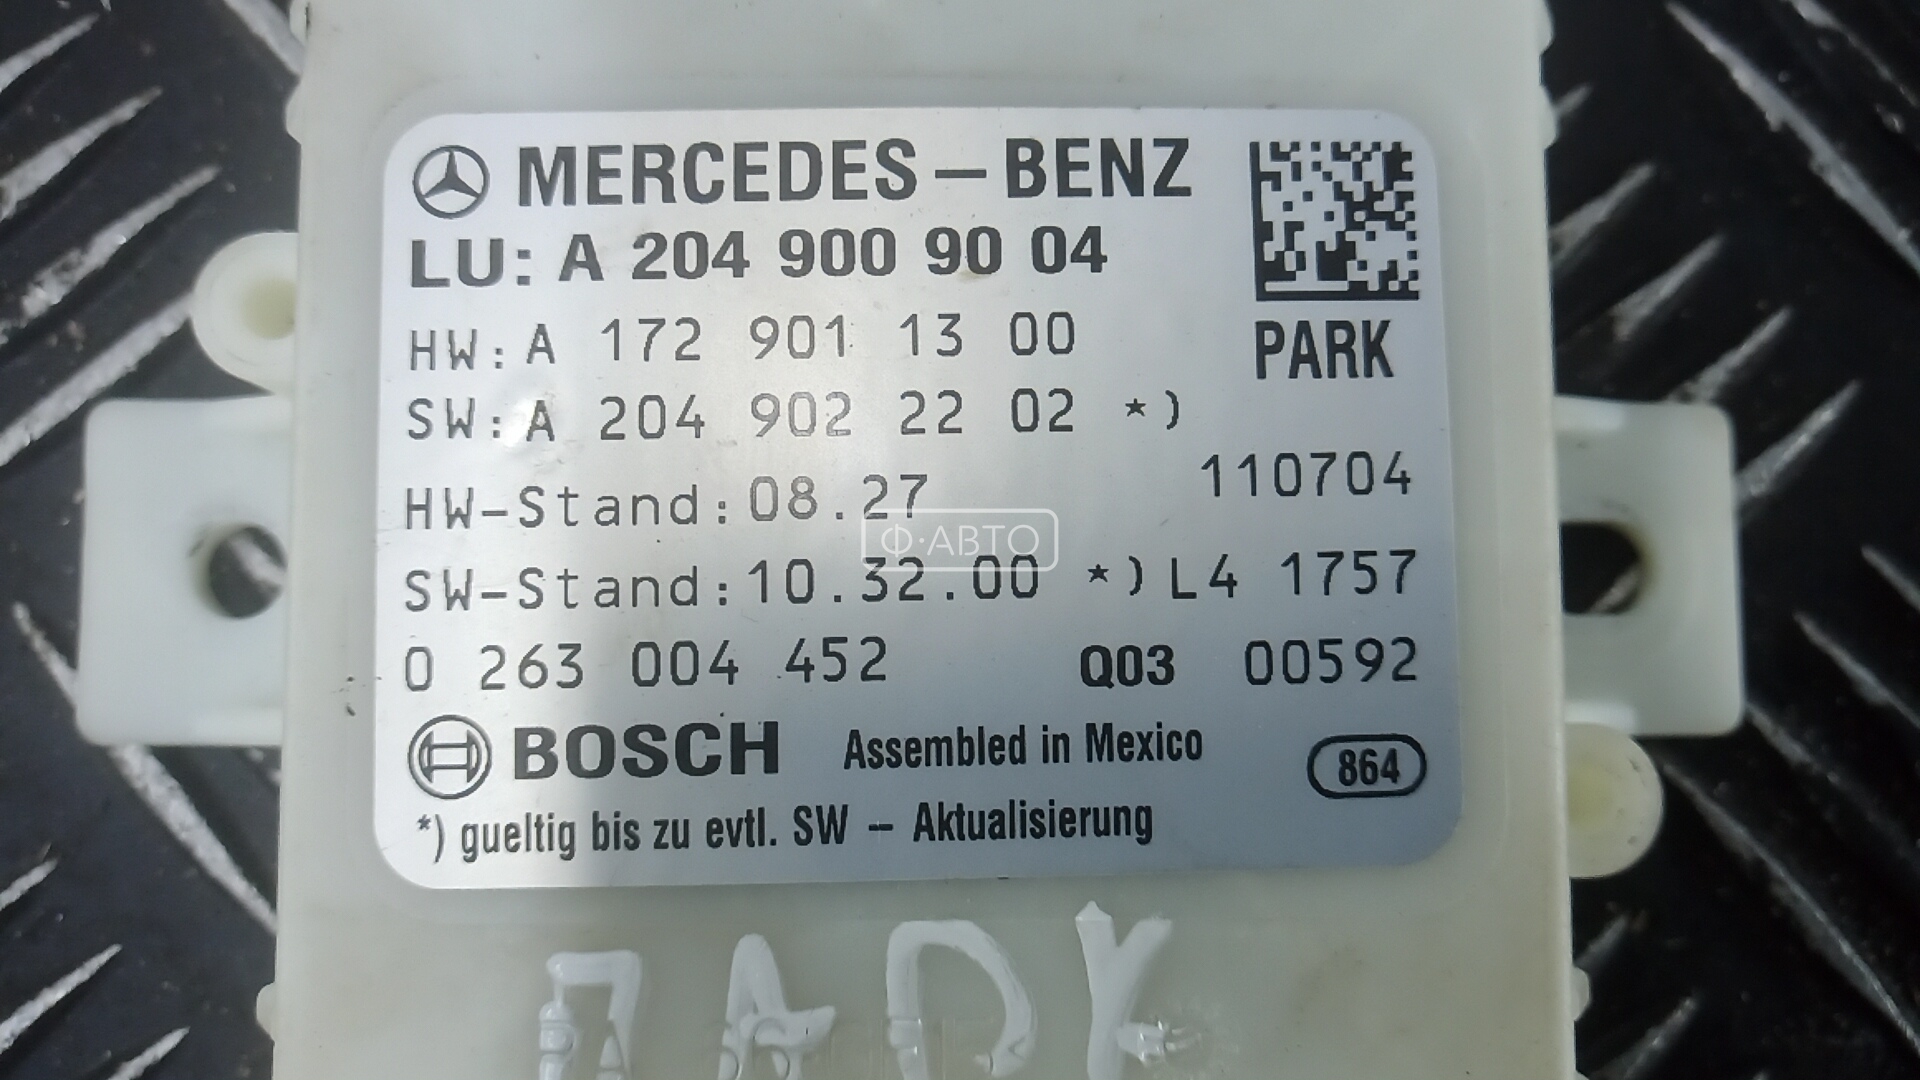 MERCEDES-BENZ
LU: A 204 900 90 04
HW: A 172 901 13 00
PARK
SW: A 204 902 22 02 *)
HW-Stand: 08.27 110704
Ф·АВТО
SW-Stand: 10.32.00 *) L4 1757
0 263 004 452 Q03 00592
BOSCH Assembled in Mexico 864
*) gueltig bis zu evtl. SW - Aktualisierung
ПАРК